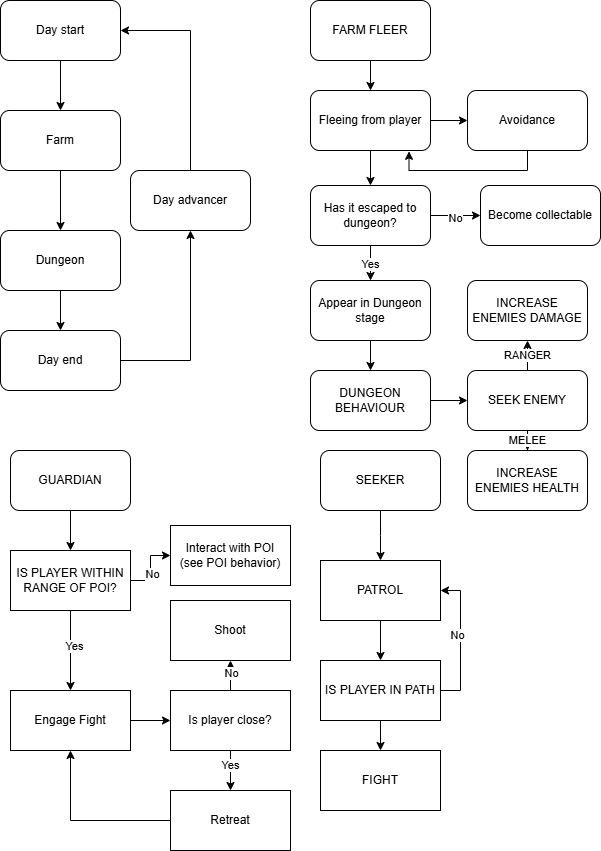 Day start
Farm
Day advancer
Dungeon
Day end
FARM FLEER
Fleeing from player
Avoidance
Has it escaped to
dungeon?
No
Become collectable
Yes
Appear in Dungeon
stage
INCREASE
ENEMIES DAMAGE
RANGER
DUNGEON
BEHAVIOUR
SEEK ENEMY
MELEE
INCREASE
ENEMIES HEALTH
GUARDIAN
IS PLAYER WITHIN
RANGE OF POI?
No
Interact with POI
(see POI behavior)
Yes
Shoot
No
Engage Fight
Is player close?
Yes
Retreat
SEEKER
PATROL
No
IS PLAYER IN PATH
FIGHT